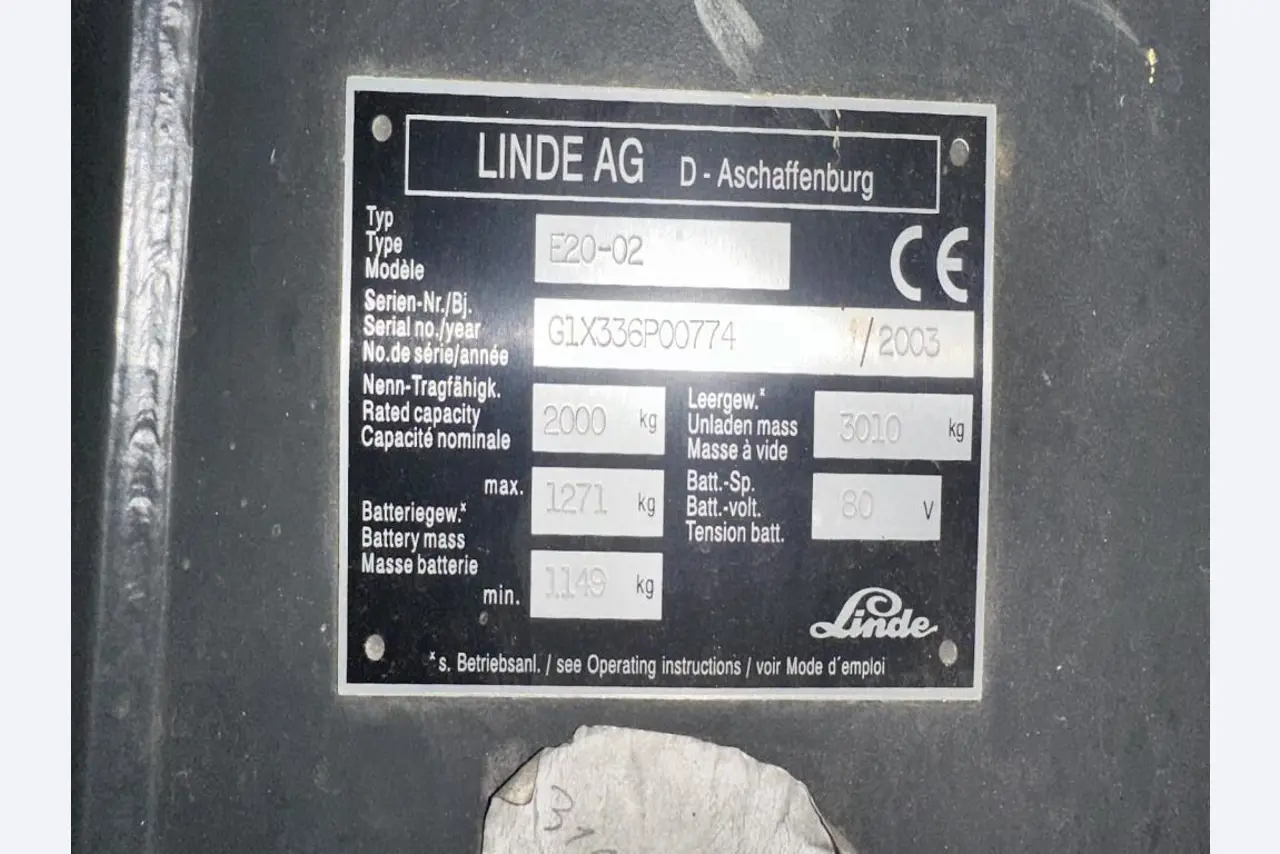 LINDE AG D - Aschaffenburg
Typ
Type
Modèle
E20-02
CE
Serien-Nr./Bj.
Serial no./year
No.de série/année
G1X336P00774 / 2003
Nenn-Tragfähigk.
Rated capacity
Capacité nominale
2000 kg
Leergew.ˣ
Unladen mass
Masse à vide
3010 kg
Batteriegew.ˣ
Battery mass
Masse batterie
max. 1271 kg
min. 1149 kg
Batt.-Sp.
Batt.-volt.
Tension batt.
80 V
Linde
ˣ s. Betriebsanl. / see Operating instructions / voir Mode d´emploi